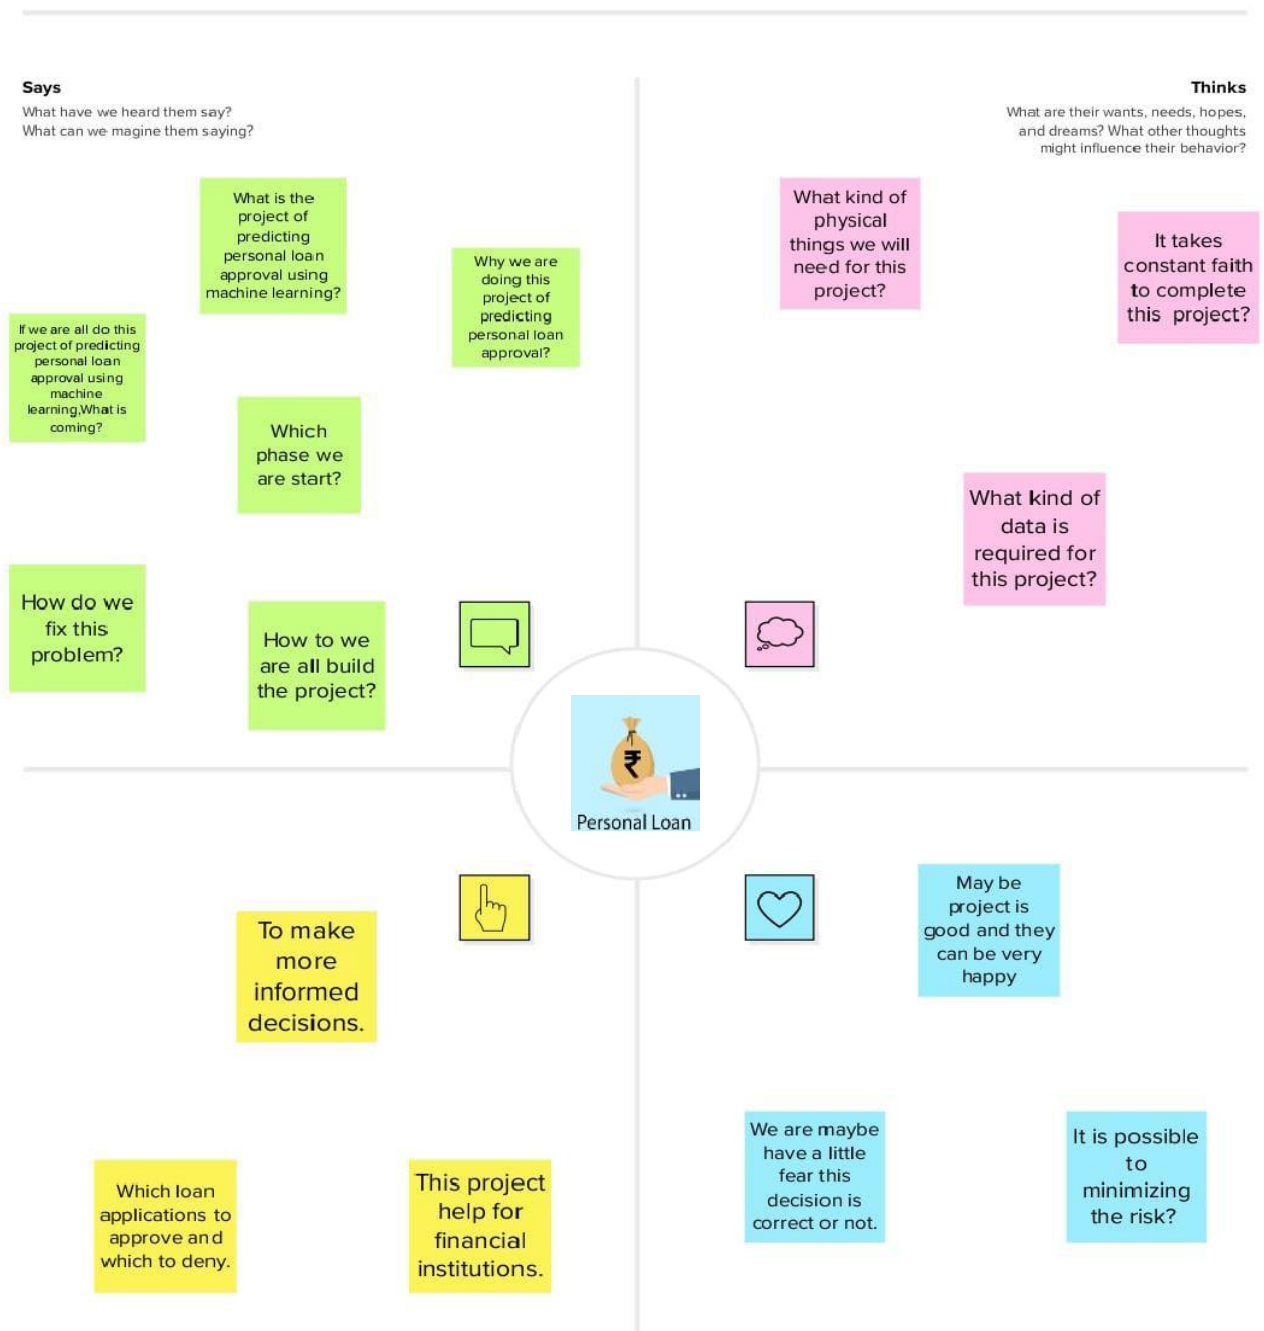 Says
What have we heard them say?
What can we magine them saying?
Thinks
What are their wants, needs, hopes,
and dreams? What other thoughts
might influence their behavior?
What is the
project of
predicting
personal loan
approval using
machine learning?
Why we are
doing this
project of
predicting
personal loan
approval?
If we are all do this
project of predicting
personal loan
approval using
machine
learning,What is
coming?
Which
phase we
are start?
How do we
fix this
problem?
How to we
are all build
the project?
What kind of
physical
things we will
need for this
project?
It takes
constant faith
to complete
this project?
What kind of
data is
required for
this project?
₹
Personal Loan
To make
more
informed
decisions.
Which loan
applications to
approve and
which to deny.
This project
help for
financial
institutions.
May be
project is
good and they
can be very
happy
We are maybe
have a little
fear this
decision is
correct or not.
It is possible
to
minimizing
the risk?